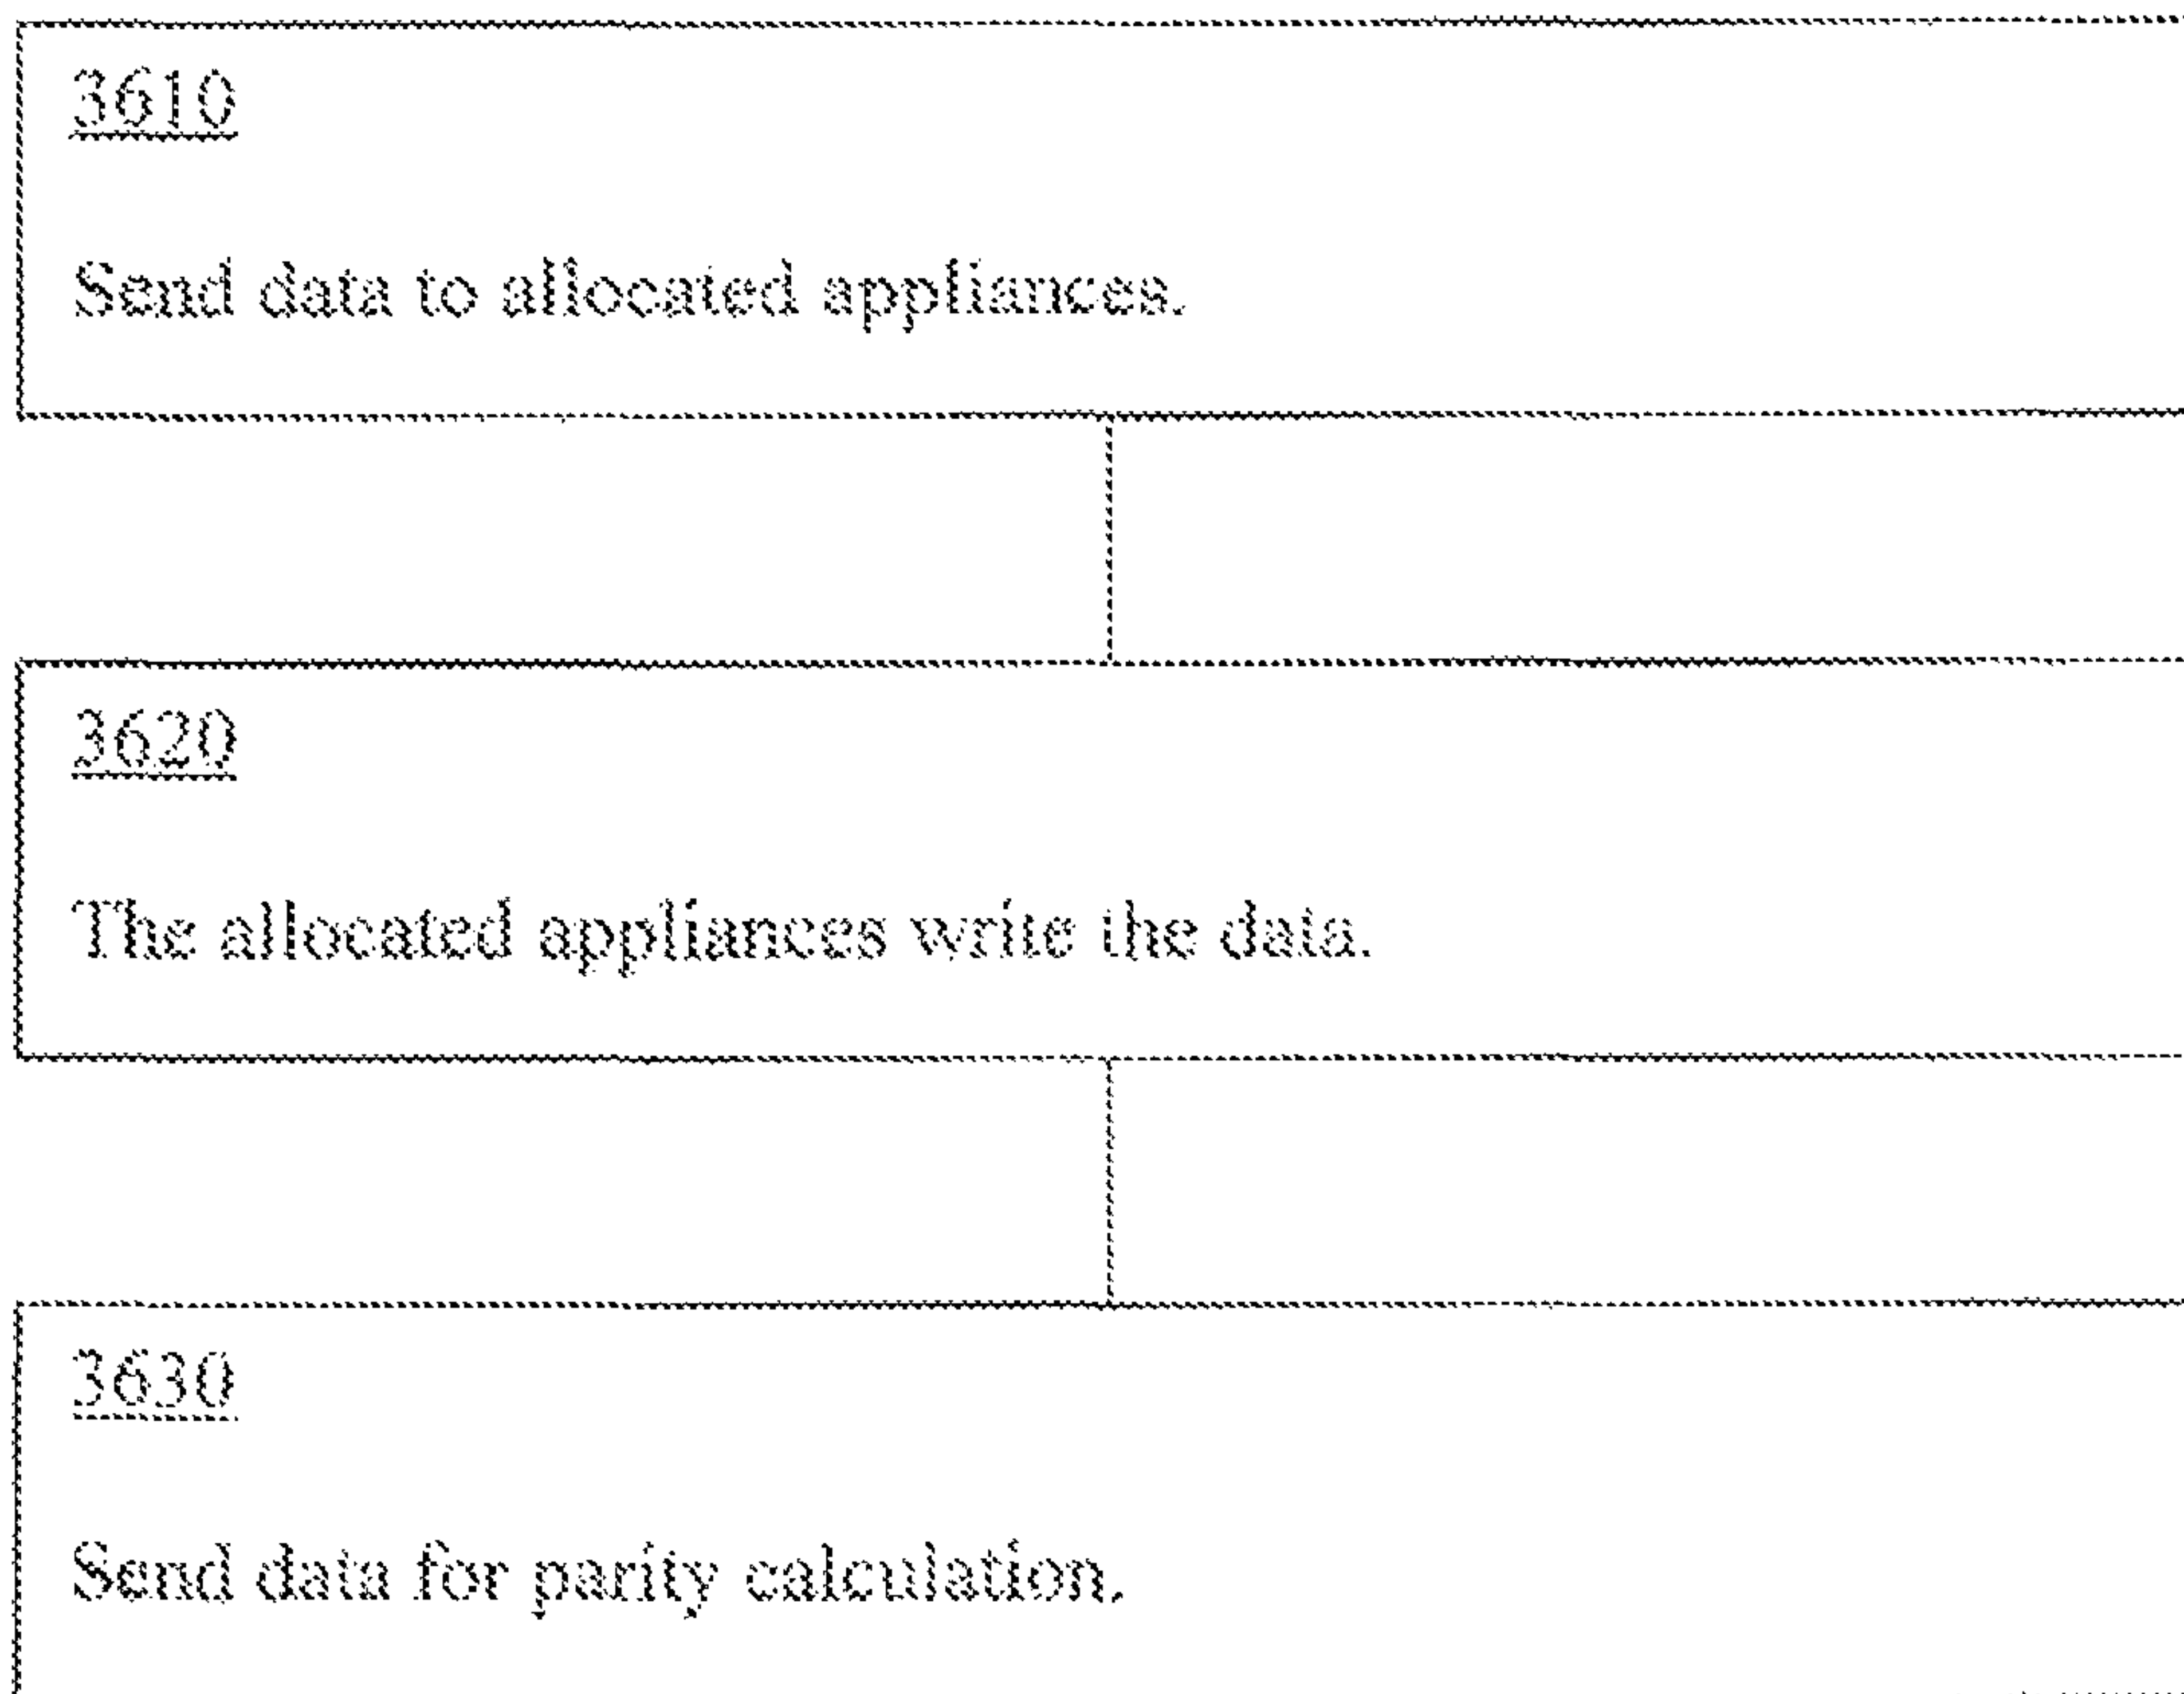 3610
Send data to allocated appliances.
3620
The allocated appliances write the data.
3630
Send data for parity calculation.